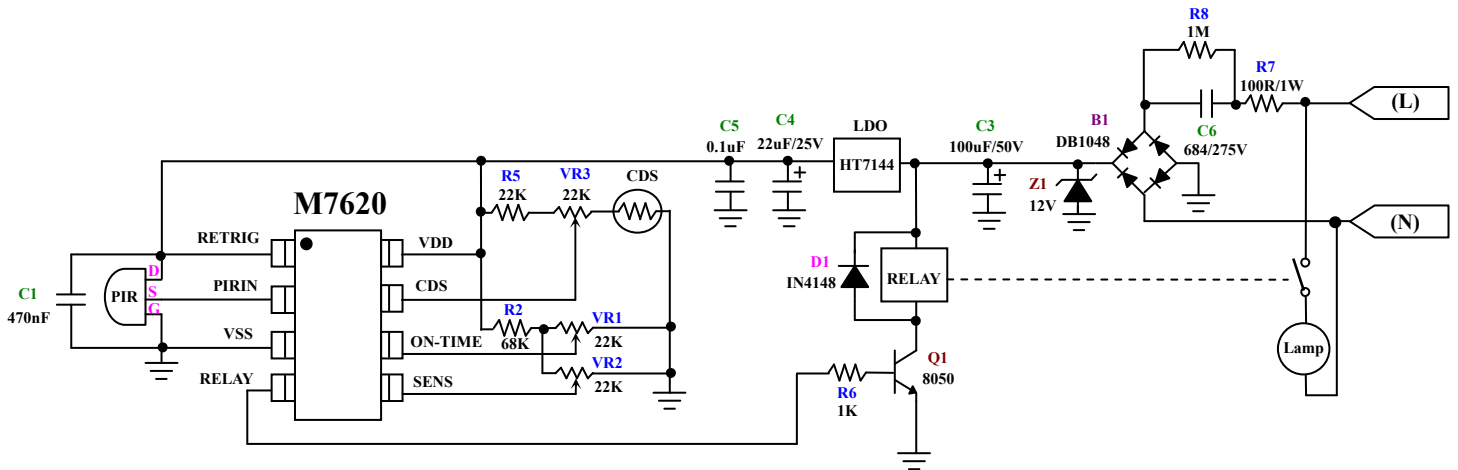 R8
1M
R7
100R/1W
(L)
C6
684/275V
B1
DB1048
C3
100uF/50V
LDO
HT7144
C4
22uF/25V
C5
0.1uF
Z1
12V
(N)
R5
22K
VR3
22K
CDS
M7620
RETRIG
VDD
PIRIN
CDS
VSS
ON-TIME
RELAY
SENS
D
S
G
PIR
C1
470nF
R2
68K
VR1
22K
VR2
22K
D1
IN4148
RELAY
Q1
8050
R6
1K
Lamp